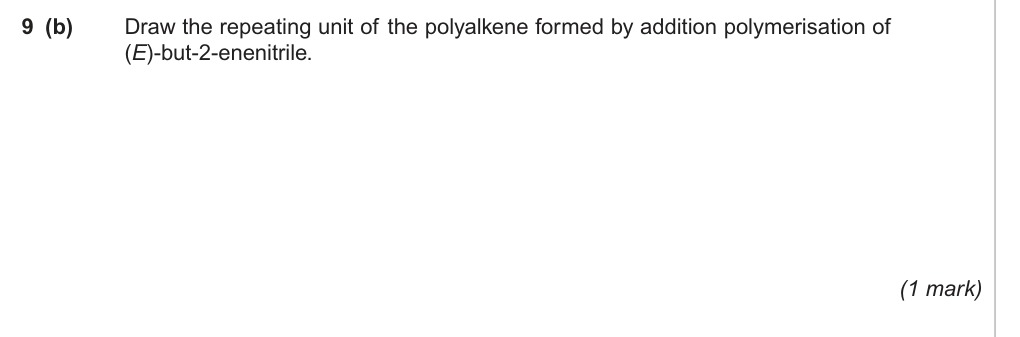 9 (b) Draw the repeating unit of the polyalkene formed by addition polymerisation of
(E)-but-2-enenitrile.
(1 mark)